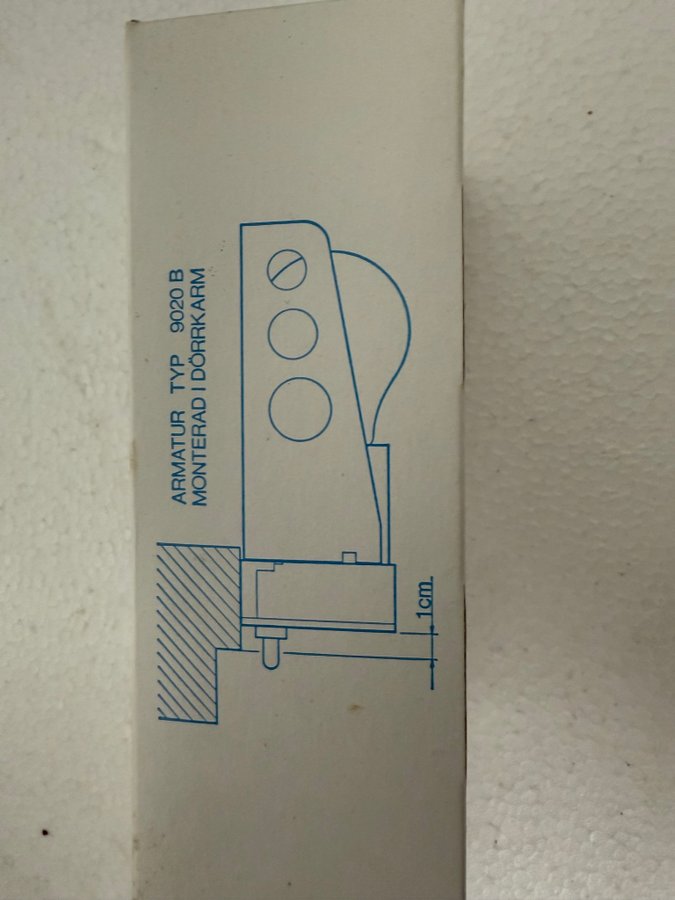 ARMATUR TYP 9020 B
MONTERAD I DÖRRKARM
1cm